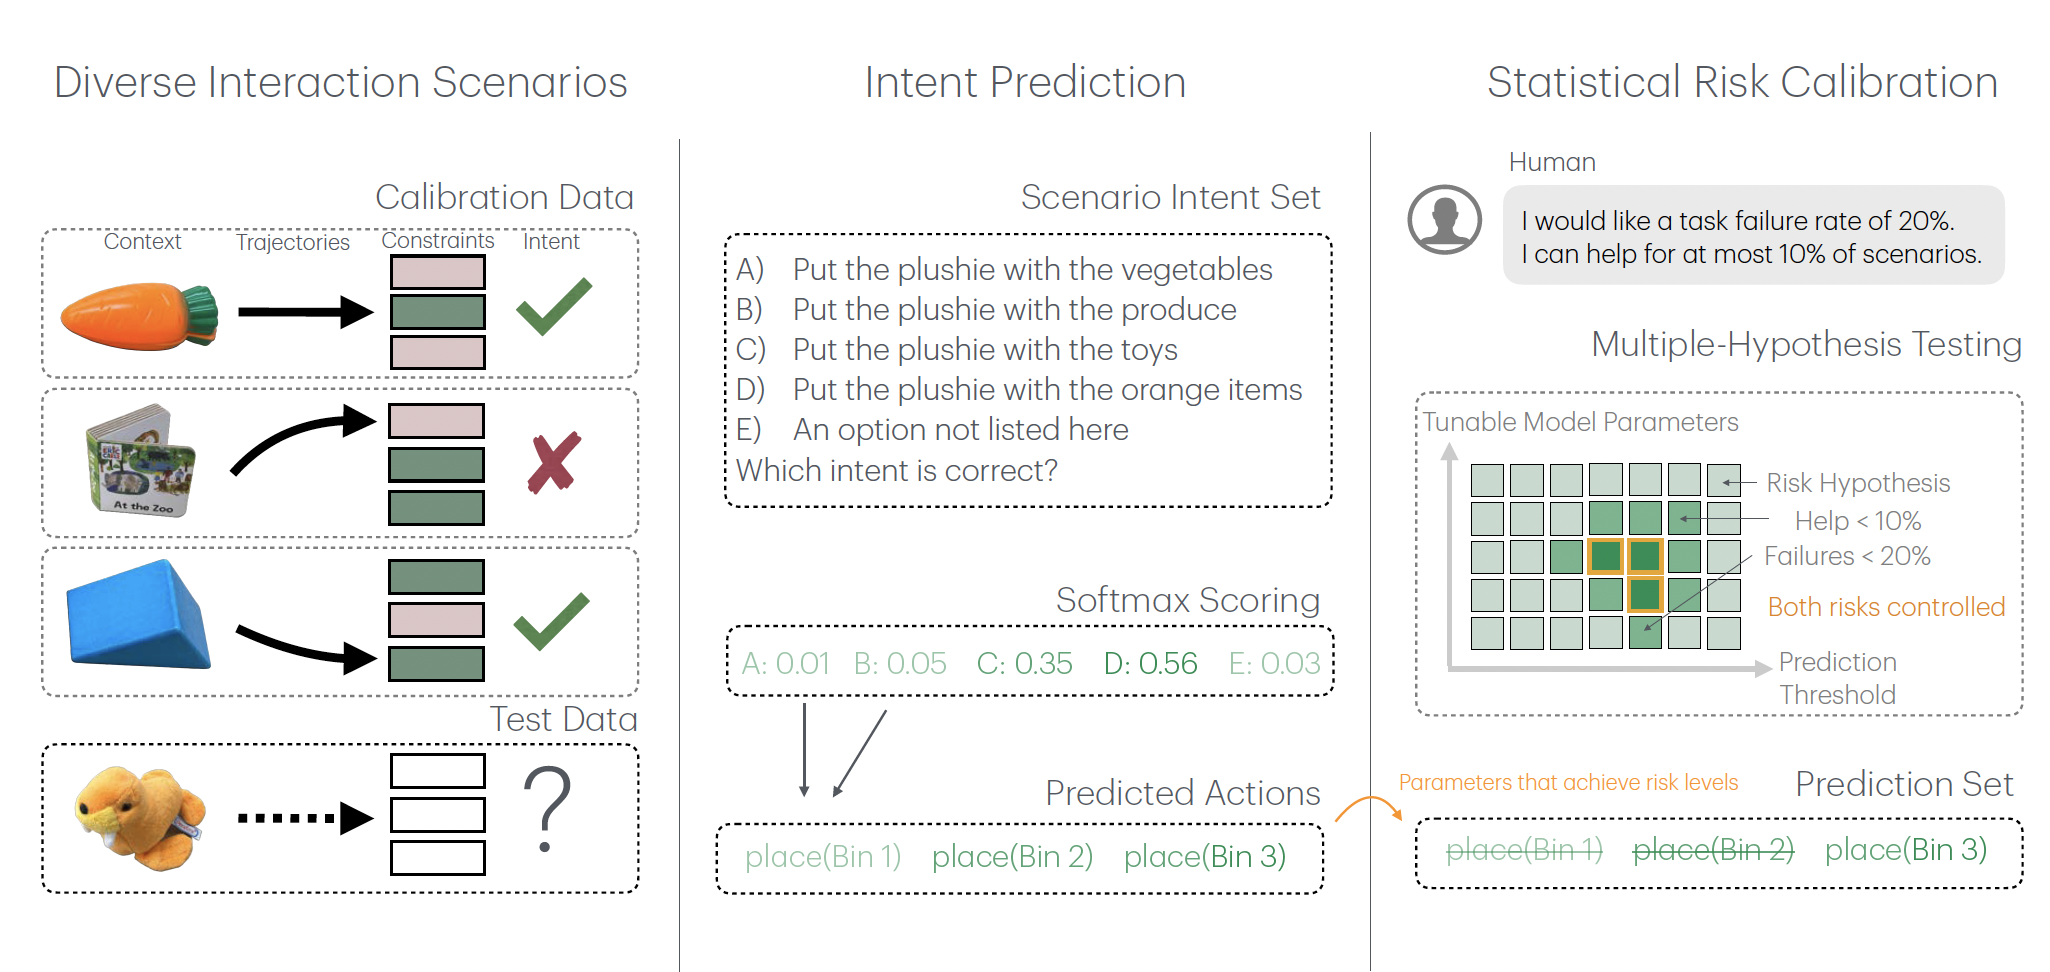 Diverse Interaction Scenarios
Calibration Data
Context Trajectories Constraints Intent
At the Zoo
Test Data
?
Intent Prediction
Scenario Intent Set
A) Put the plushie with the vegetables
B) Put the plushie with the produce
C) Put the plushie with the toys
D) Put the plushie with the orange items
E) An option not listed here
Which intent is correct?
Softmax Scoring
A: 0.01 B: 0.05 C: 0.35 D: 0.56 E: 0.03
Predicted Actions
place(Bin 1) place(Bin 2) place(Bin 3)
Statistical Risk Calibration
Human
I would like a task failure rate of 20%.
I can help for at most 10% of scenarios.
Multiple-Hypothesis Testing
Tunable Model Parameters
Risk Hypothesis
Help < 10%
Failures < 20%
Both risks controlled
Prediction
Threshold
Parameters that achieve risk levels
Prediction Set
place(Bin 1) place(Bin 2) place(Bin 3)